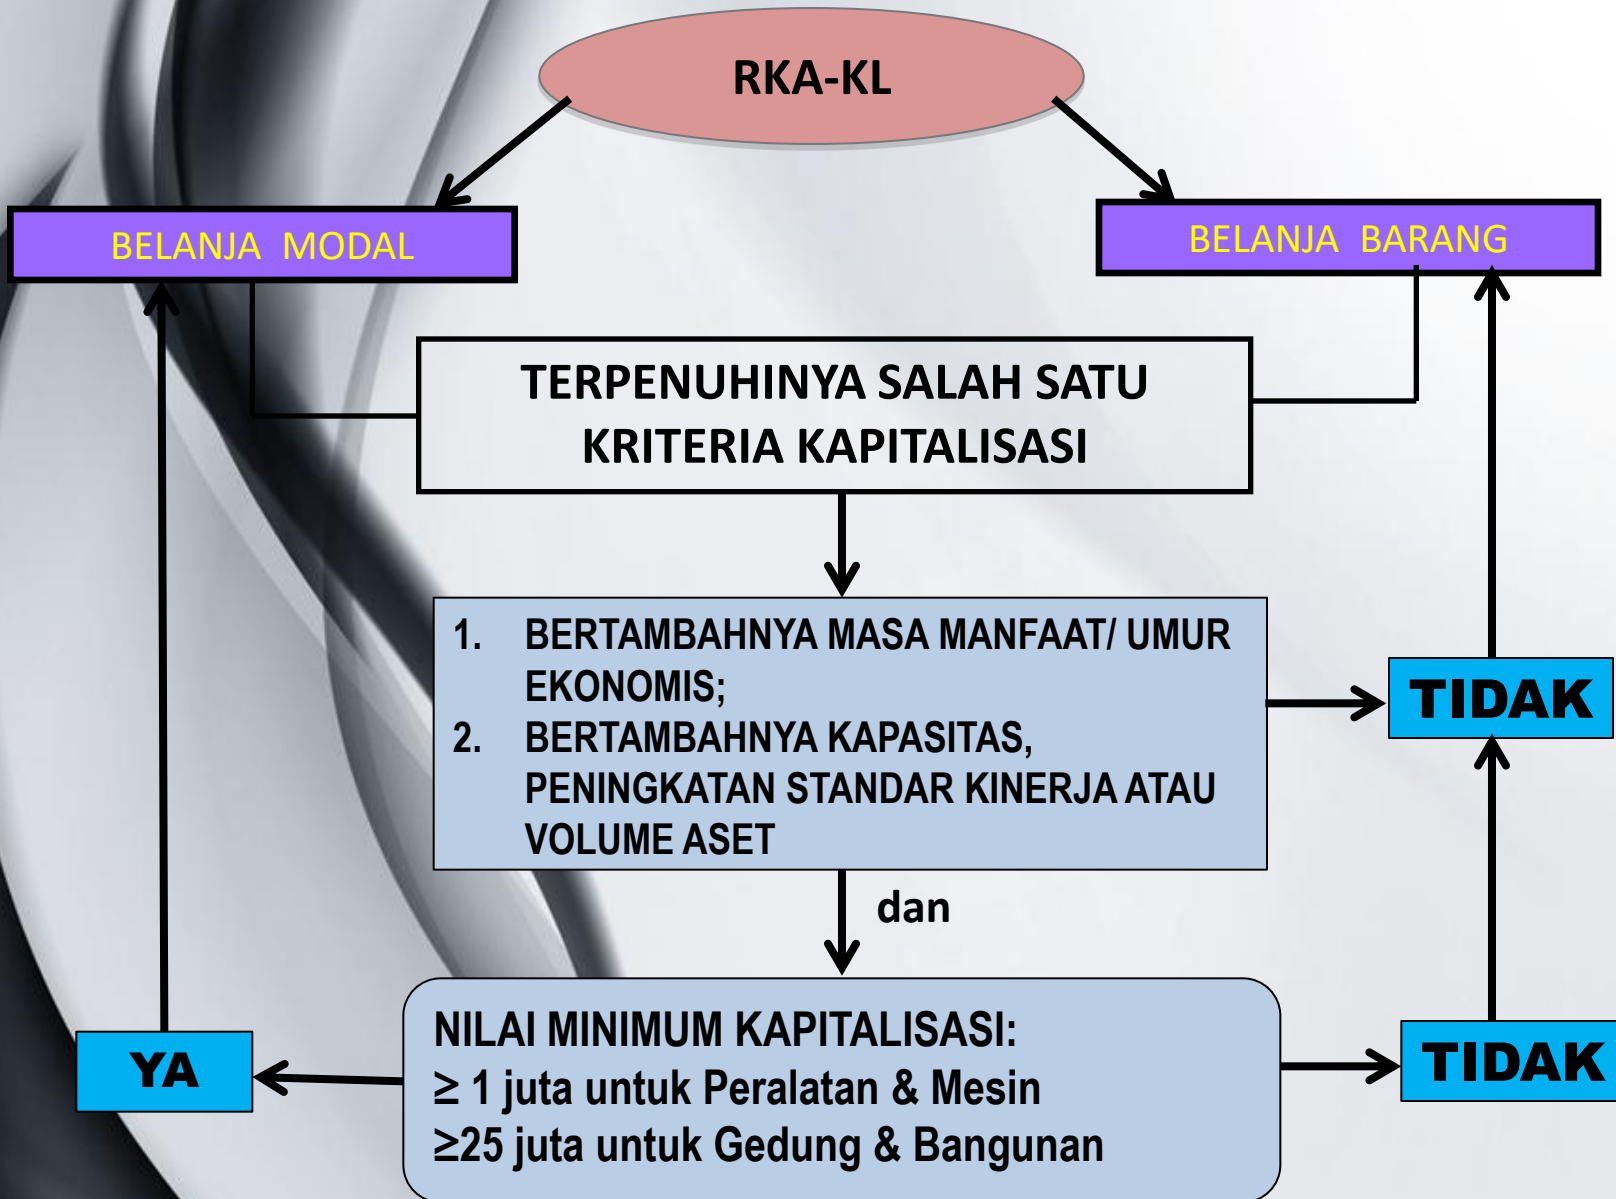 RKA-KL
BELANJA MODAL
BELANJA BARANG
TERPENUHINYA SALAH SATU
KRITERIA KAPITALISASI
1. BERTAMBAHNYA MASA MANFAAT/ UMUR
EKONOMIS;
2. BERTAMBAHNYA KAPASITAS,
PENINGKATAN STANDAR KINERJA ATAU
VOLUME ASET
TIDAK
dan
NILAI MINIMUM KAPITALISASI:
≥ 1 juta untuk Peralatan & Mesin
≥25 juta untuk Gedung & Bangunan
YA
TIDAK